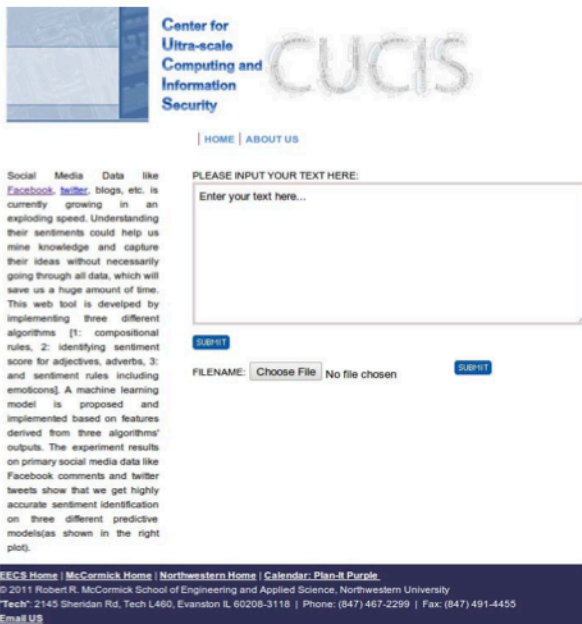 Center for
Ultra-scale
Computing and
Information
Security
CUCIS
| HOME | ABOUT US
Social Media Data like
Facebook, twitter, blogs, etc. is
currently growing in an
exploding speed. Understanding
their sentiments could help us
mine knowledge and capture
their ideas without necessarily
going through all data, which will
save us a huge amount of time.
This web tool is develped by
implementing three different
algorithms [1: compositional
rules, 2: identifying sentiment
score for adjectives, adverbs, 3:
and sentiment rules including
emoticons]. A machine learning
model is proposed and
implemented based on features
derived from three algorithms'
outputs. The experiment results
on primary social media data like
Facebook comments and twitter
tweets show that we get highly
accurate sentiment identification
on three different predictive
models(as shown in the right
plot).
PLEASE INPUT YOUR TEXT HERE:
Enter your text here...
SUBMIT
FILENAME: Choose File No file chosen SUBMIT
EECS Home | McCormick Home | Northwestern Home | Calendar: Plan-It Purple
© 2011 Robert R. McCormick School of Engineering and Applied Science, Northwestern University
"Tech": 2145 Sheridan Rd, Tech L460, Evanston IL 60208-3118 | Phone: (847) 467-2299 | Fax: (847) 491-4455
Email US